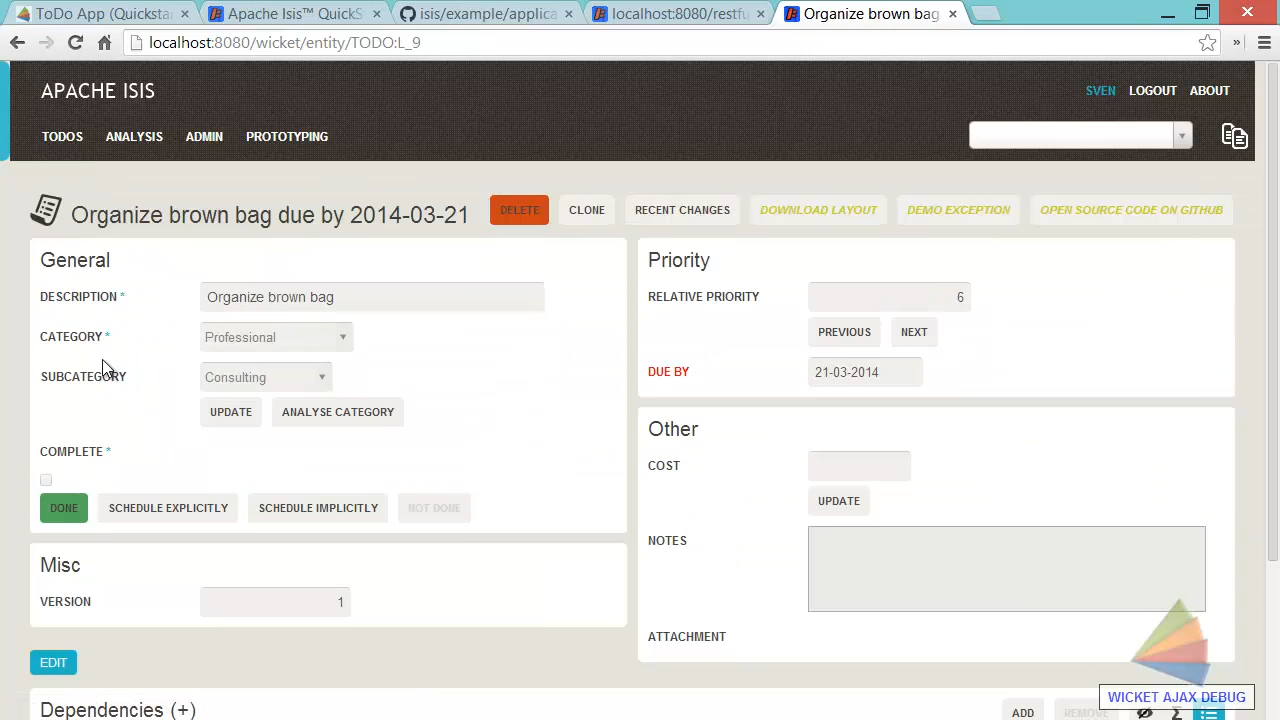 ToDo App (Quickstar
Apache Isis™ QuickS
isis/example/applica
localhost:8080/restfu
Organize brown bag
localhost:8080/wicket/entity/TODO:L_9
APACHE ISIS
SVEN LOGOUT ABOUT
TODOS ANALYSIS ADMIN PROTOTYPING
Organize brown bag due by 2014-03-21
DELETE CLONE RECENT CHANGES DOWNLOAD LAYOUT DEMO EXCEPTION OPEN SOURCE CODE ON GITHUB
General
DESCRIPTION * Organize brown bag
CATEGORY * Professional
SUBCATEGORY Consulting
UPDATE ANALYSE CATEGORY
COMPLETE *
DONE SCHEDULE EXPLICITLY SCHEDULE IMPLICITLY NOT DONE
Misc
VERSION 1
EDIT
Priority
RELATIVE PRIORITY 6
PREVIOUS NEXT
DUE BY 21-03-2014
Other
COST
UPDATE
NOTES
ATTACHMENT
WICKET AJAX DEBUG
Dependencies (+)
ADD REMOVE